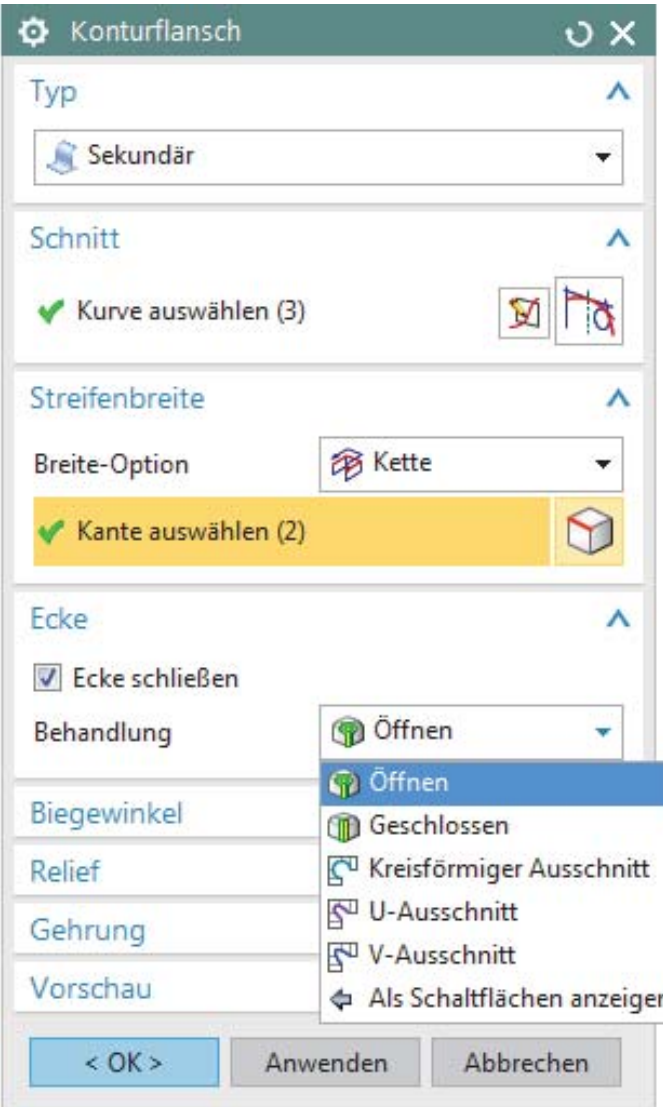 Konturflansch
Typ
Sekundär
Schnitt
Kurve auswählen (3)
Streifenbreite
Breite-Option
Kette
Kante auswählen (2)
Ecke
Ecke schließen
Behandlung
Öffnen
Öffnen
Biegewinkel
Geschlossen
Relief
Kreisförmiger Ausschnitt
Gehrung
U-Ausschnitt
V-Ausschnitt
Vorschau
Als Schaltflächen anzeigen
< OK >
Anwenden
Abbrechen